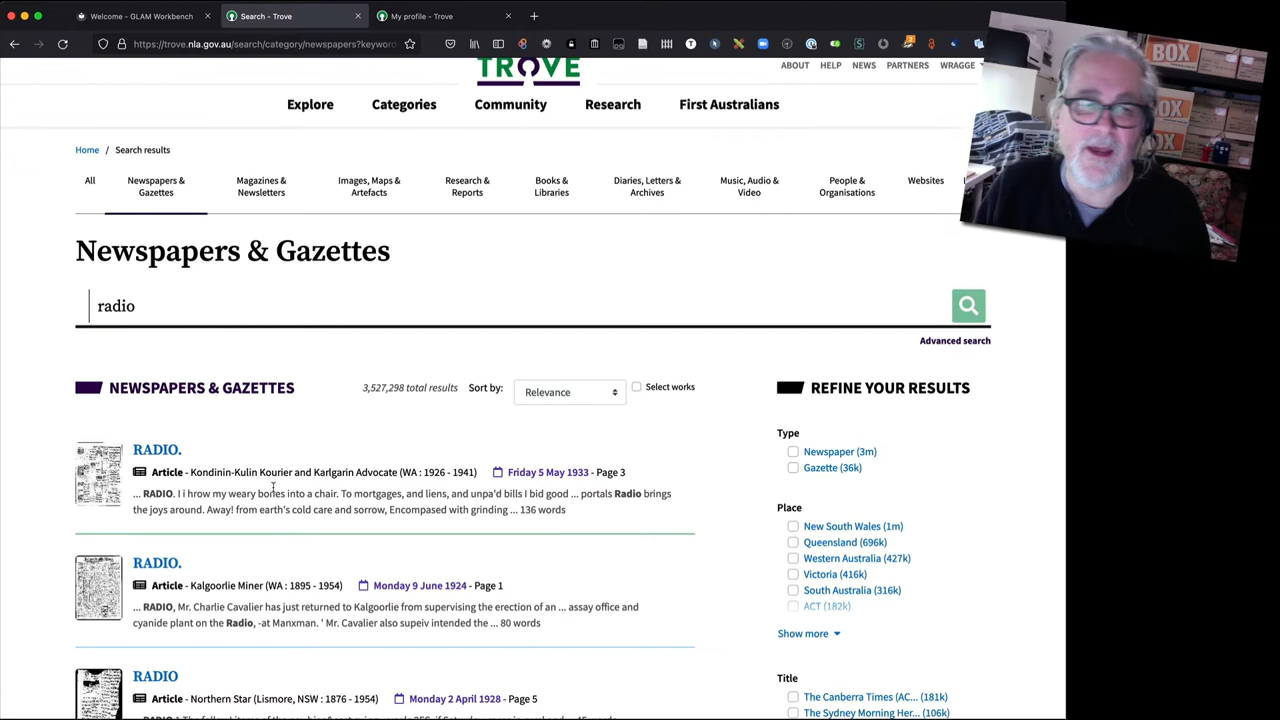 Welcome - GLAM Workbench
Search - Trove
My profile - Trove
https://trove.nla.gov.au/search/category/newspapers?keyword
TROVE
ABOUT HELP NEWS PARTNERS WRAGGE
Explore Categories Community Research First Australians
Home / Search results
All
Newspapers &
Gazettes
Magazines &
Newsletters
Images, Maps &
Artefacts
Research &
Reports
Books &
Libraries
Diaries, Letters &
Archives
Music, Audio &
Video
People &
Organisations
Websites
Newspapers & Gazettes
radio
Advanced search
NEWSPAPERS & GAZETTES 3,527,298 total results Sort by: Relevance Select works
RADIO.
Article - Kondinin-Kulin Kourier and Karlgarin Advocate (WA : 1926 - 1941) Friday 5 May 1933 - Page 3
... RADIO. I i hrow my weary bories into a chair. To mortgages, and liens, and unpa'd bills I bid good ... portals Radio brings
the joys around. Away! from earth's cold care and sorrow, Encompased with grinding ... 136 words
RADIO.
Article - Kalgoorlie Miner (WA : 1895 - 1954) Monday 9 June 1924 - Page 1
... RADIO, Mr. Charlie Cavalier has just returned to Kalgoorlie from supervising the erection of an ... assay office and
cyanide plant on the Radio, -at Manxman. ' Mr. Cavalier also supeiv intended the ... 80 words
RADIO
Article - Northern Star (Lismore, NSW : 1876 - 1954) Monday 2 April 1928 - Page 5
REFINE YOUR RESULTS
Type
Newspaper (3m)
Gazette (36k)
Place
New South Wales (1m)
Queensland (696k)
Western Australia (427k)
Victoria (416k)
South Australia (316k)
ACT (182k)
Show more
Title
The Canberra Times (AC... (181k)
The Sydney Morning Her... (106k)
BOX
BOX